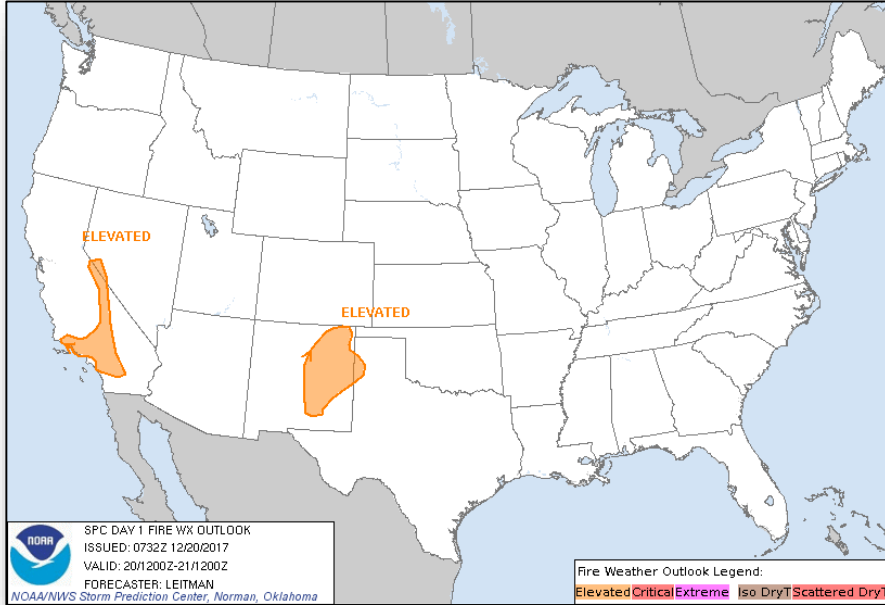 ELEVATED
ELEVATED
NOAA
SPC DAY 1 FIRE WX OUTLOOK
ISSUED: 0732Z 12/20/2017
VALID: 20/1200Z-21/1200Z
FORECASTER: LEITMAN
NOAA/NWS Storm Prediction Center, Norman, Oklahoma
Fire Weather Outlook Legend:
Elevated Critical Extreme Iso DryT Scattered DryT